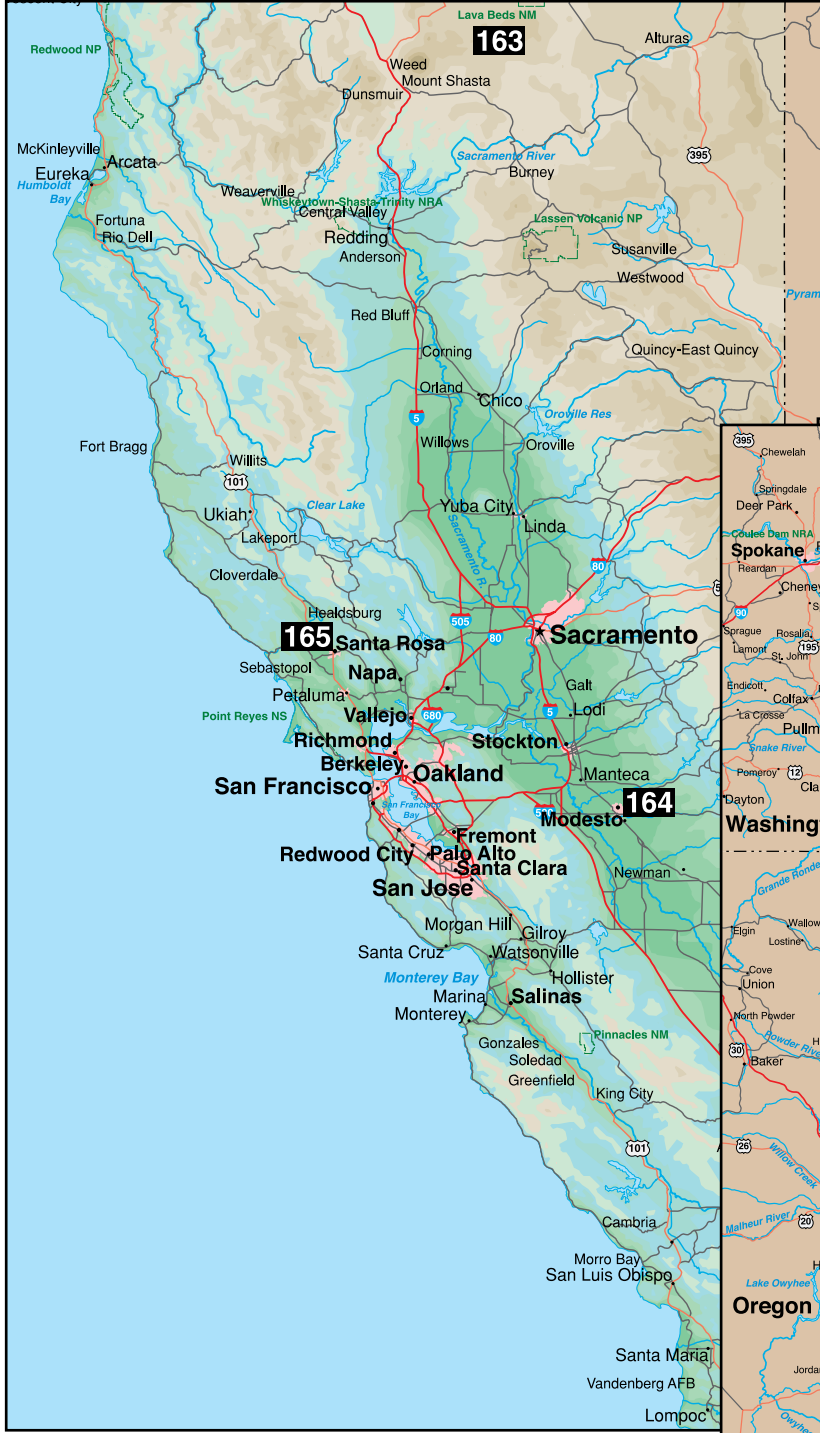 Lava Beds NM
163
Alturas
Redwood NP
Weed
Mount Shasta
Dunsmuir
McKinleyville
Arcata
Eureka
Humboldt
Bay
395
Sacramento River
Burney
Weaverville
Whiskeytown-Shasta-Trinity NRA
Central Valley
Lassen Volcanic NP
Fortuna
Rio Dell
Redding
Anderson
Susanville
Westwood
Red Bluff
Corning
Quincy-East Quincy
Orland
Chico
5
Oroville Res
Willows
Oroville
Fort Bragg
Willits
101
Clear Lake
Yuba City
Linda
Ukiah
Lakeport
Sacramento R.
Cloverdale
80
Healdsburg
505
80
165
Santa Rosa
Sacramento
Sebastopol
Napa
Petaluma
Galt
Point Reyes NS
Vallejo
680
5
Lodi
Richmond
Stockton
Berkeley
Oakland
Manteca
San Francisco
San Francisco
Bay
164
Modesto
Fremont
Redwood City
Palo Alto
Santa Clara
Newman
San Jose
Morgan Hill
Gilroy
Santa Cruz
Watsonville
Monterey Bay
Hollister
Marina
Salinas
Monterey
Pinnacles NM
Gonzales
Soledad
Greenfield
King City
101
Cambria
Morro Bay
San Luis Obispo
Santa Maria
Vandenberg AFB
Lompoc
395
Chewelah
Springdale
Deer Park
Coulee Dam NRA
Spokane
Reardan
90
Sprague
Rosalia
Lamont
195
St. John
Endicott
Colfax
La Crosse
Snake River
Pomeroy
12
Dayton
Grande Ronde
Elgin
Lostine
Cove
Union
North Powder
30
Baker
26
Willow Creek
Malheur River
20
Lake Owyhee
Oregon